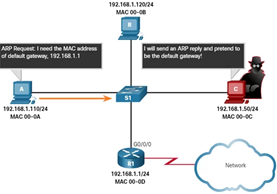 192.168.1.120/24
MAC 00-0B
B
ARP Request: I need the MAC address
of default gateway, 192.168.1.1
I will send an ARP reply and pretend to
be the default gateway!
A
S1
C
192.168.1.110/24
MAC 00-0A
192.168.1.50/24
MAC 00-0C
G0/0/0
R1
192.168.1.1/24
MAC 00-0D
Network